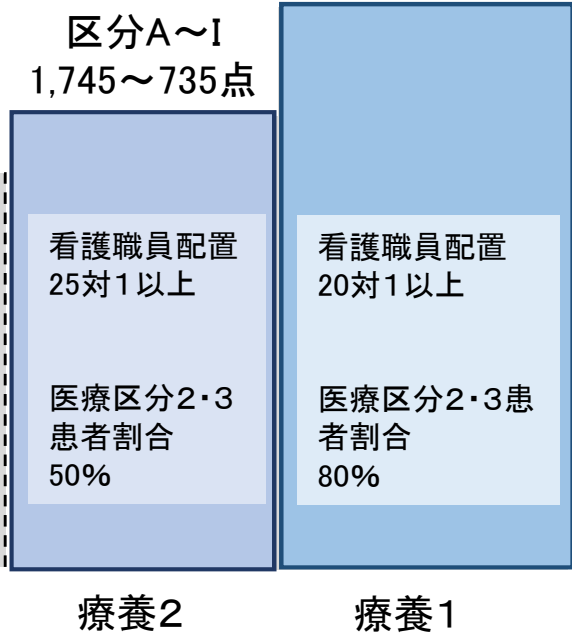 区分A～I
1,745～735点
看護職員配置
25対１以上
医療区分２・３
患者割合
50%
看護職員配置
20対１以上
医療区分２・３患
者割合
80%
療養２
療養１